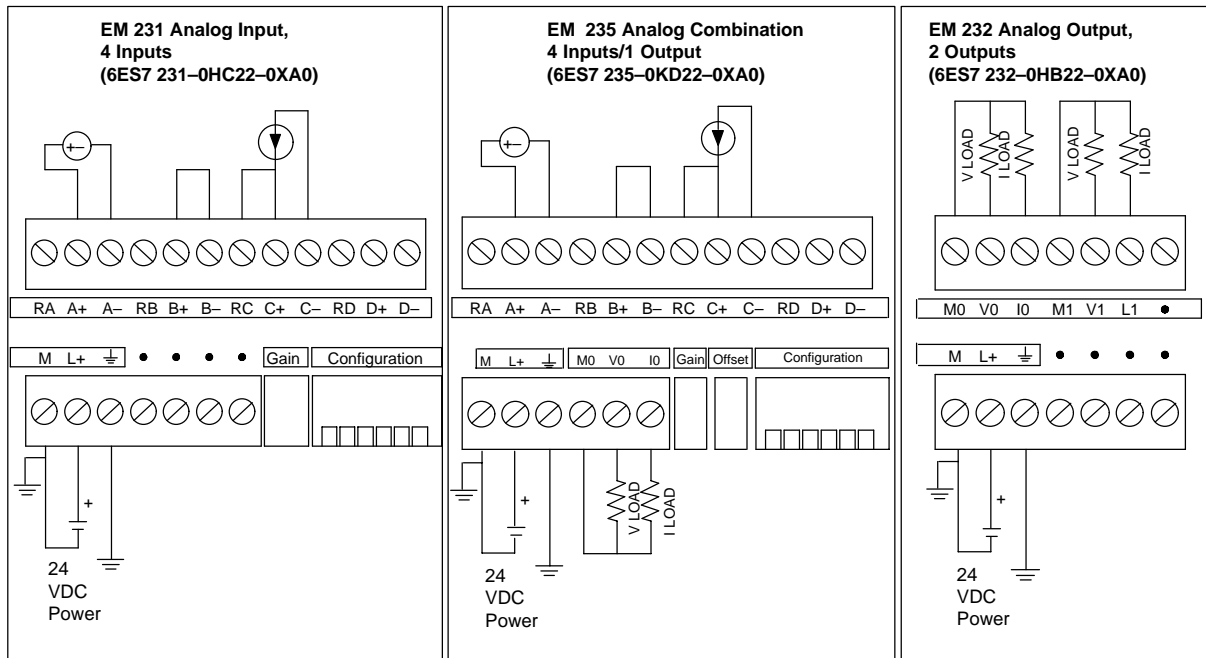 EM 231 Analog Input,
4 Inputs
(6ES7 231–0HC22–0XA0)
+–
RA A+ A– RB B+ B– RC C+ C– RD D+ D–
M L+ • • • • Gain Configuration
+
24
VDC
Power
EM 235 Analog Combination
4 Inputs/1 Output
(6ES7 235–0KD22–0XA0)
+–
RA A+ A– RB B+ B– RC C+ C– RD D+ D–
M L+ M0 V0 I0 Gain Offset Configuration
+
V LOAD
I LOAD
24
VDC
Power
EM 232 Analog Output,
2 Outputs
(6ES7 232–0HB22–0XA0)
V LOAD
I LOAD
V LOAD
I LOAD
M0 V0 I0 M1 V1 L1 •
M L+ • • • •
+
24
VDC
Power